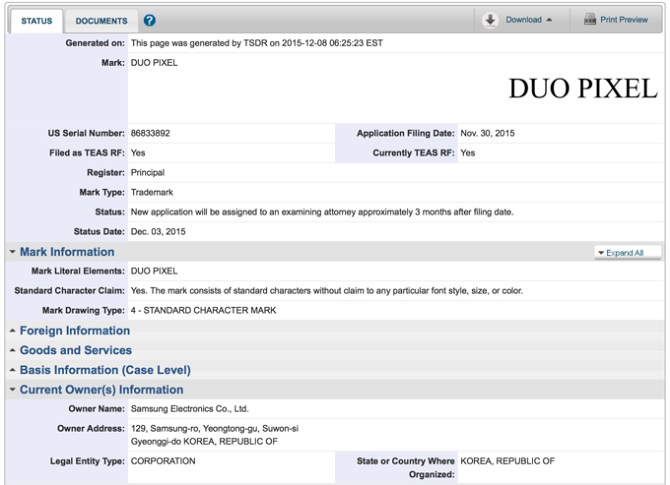 STATUS DOCUMENTS ? Download Print Preview
Generated on: This page was generated by TSDR on 2015-12-08 06:25:23 EST
Mark: DUO PIXEL
DUO PIXEL
US Serial Number: 86833892 Application Filing Date: Nov. 30, 2015
Filed as TEAS RF: Yes Currently TEAS RF: Yes
Register: Principal
Mark Type: Trademark
Status: New application will be assigned to an examining attorney approximately 3 months after filing date.
Status Date: Dec. 03, 2015
Mark Information Expand All
Mark Literal Elements: DUO PIXEL
Standard Character Claim: Yes. The mark consists of standard characters without claim to any particular font style, size, or color.
Mark Drawing Type: 4 - STANDARD CHARACTER MARK
Foreign Information
Goods and Services
Basis Information (Case Level)
Current Owner(s) Information
Owner Name: Samsung Electronics Co., Ltd.
Owner Address: 129, Samsung-ro, Yeongtong-gu, Suwon-si
Gyeonggi-do KOREA, REPUBLIC OF
Legal Entity Type: CORPORATION State or Country Where KOREA, REPUBLIC OF
Organized: